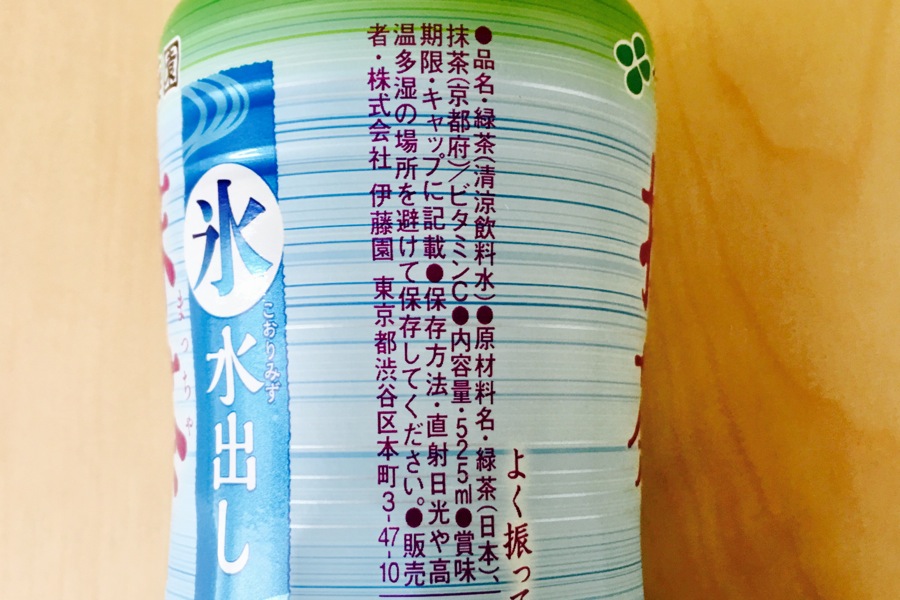 よく振って
●品名・緑茶(清涼飲料水)●原材料名・緑茶(日本)、
抹茶(京都府)/ビタミンC●内容量・525ml●賞味
期限・キャップに記載●保存方法・直射日光や高
温多湿の場所を避けて保存してください。●販売
者・株式会社 伊藤園 東京都渋谷区本町3-47-10
氷水出し
こおりみず
園